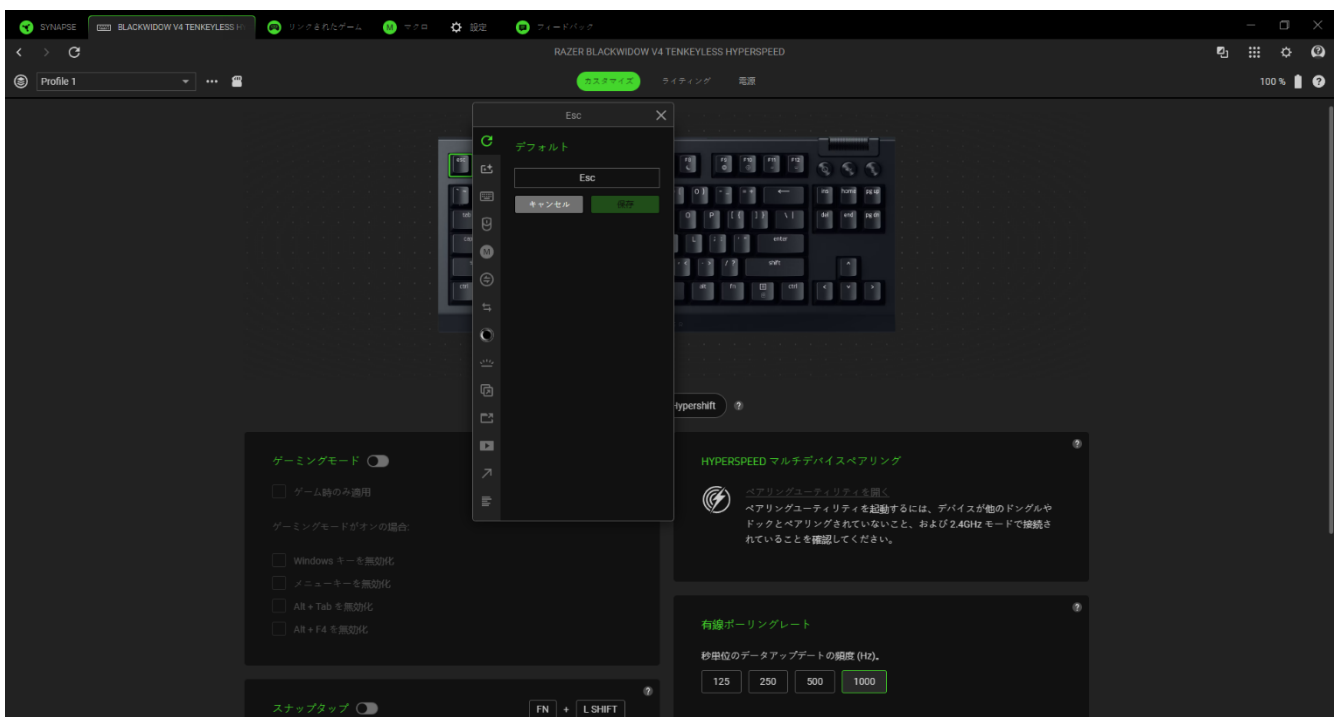 SYNAPSE
BLACKWIDOW V4 TENKEYLESS H
リンクされたゲーム
マクロ
設定
フィードバック
RAZER BLACKWIDOW V4 TENKEYLESS HYPERSPEED
Profile 1
カスタマイズ
ライティング
電源
100 %
Esc
デフォルト
Esc
キャンセル
保存
Hypershift
ゲーミングモード
ゲーム時のみ適用
ゲーミングモードがオンの場合:
Windows キーを無効化
メニューキーを無効化
Alt + Tab を無効化
Alt + F4 を無効化
スナップタップ
FN + L SHIFT
HYPERSPEED マルチデバイスペアリング
ペアリングユーティリティを開く
ペアリングユーティリティを起動するには、デバイスが他のドングルや
ドックとペアリングされていないこと、および 2.4GHz モードで接続さ
れていることを確認してください。
有線ポーリングレート
秒単位のデータアップデートの頻度 (Hz)。
125 250 500 1000